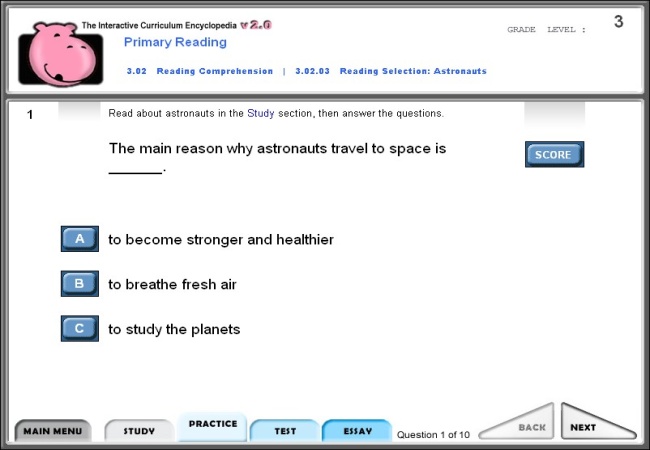 The Interactive Curriculum Encyclopedia v 2.0
GRADE LEVEL : 3
Primary Reading
3.02 Reading Comprehension | 3.02.03 Reading Selection: Astronauts
1
Read about astronauts in the Study section, then answer the questions.
The main reason why astronauts travel to space is
______.
SCORE
A to become stronger and healthier
B to breathe fresh air
C to study the planets
MAIN MENU STUDY PRACTICE TEST ESSAY Question 1 of 10 BACK NEXT